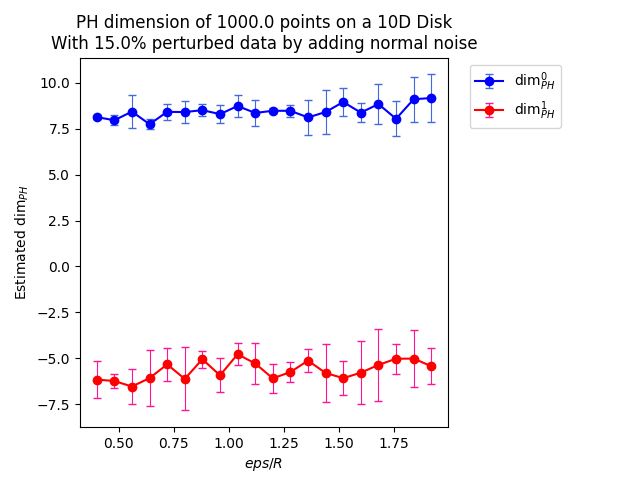 PH dimension of 1000.0 points on a 10D Disk
With 15.0% perturbed data by adding normal noise
10.0
7.5
5.0
2.5
0.0
−2.5
−5.0
−7.5
Estimated dim_PH
0.50 0.75 1.00 1.25 1.50 1.75
eps/R
dim^0_PH
dim^1_PH